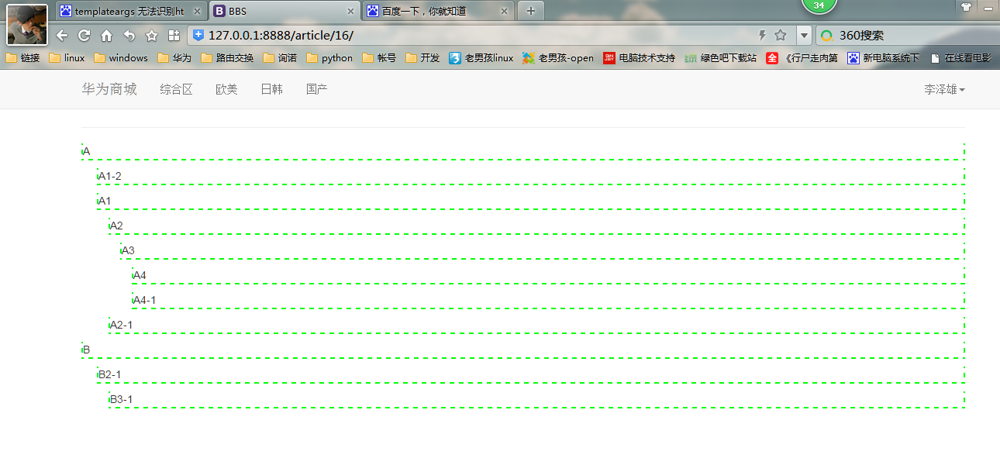 34
templateargs 无法识别ht BBS 百度一下，你就知道
127.0.0.1:8888/article/16/ 360搜索
链接 linux windows 华为 路由交换 询诺 python 帐号 开发 老男孩linux 老男孩-open 电脑技术支持 绿色吧下载站 《行尸走肉第 新电脑系统下 在线看电影
华为商城 综合区 欧美 日韩 国产 李泽雄
A
A1-2
A1
A2
A3
A4
A4-1
A2-1
B
B2-1
B3-1